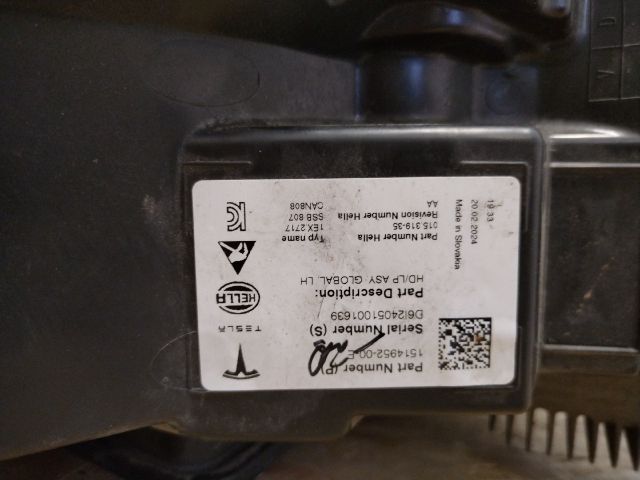 TESLA
Part Number (P)
1514952-00-E
Serial Number (S)
D6I24051001639
HELLA
Part Description:
HD/LP ASY GLOBAL, LH
Typ name
1EX.2717
SSB 807
CAN808
Part Number Hella
015.319-35
Revision Number Hella
AA
19:33
20.02.2024
Made in Slovakia
V D